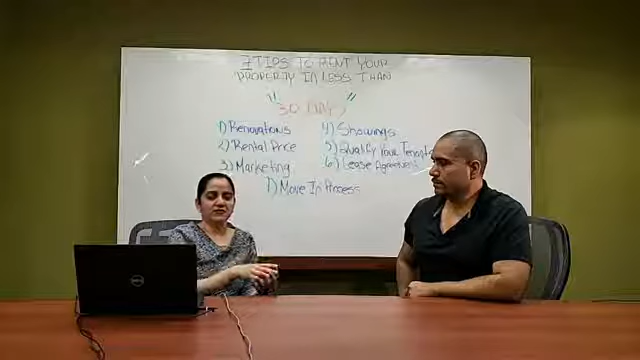 7 TIPS TO RENT YOUR
PROPERTY IN LESS THAN
"30 DAYS"
1) Renovations
2) Rental Price
3) Marketing
4) Showings
5) Qualify Your Tenants
6) Lease Agreement
7) Move In Process
DELL